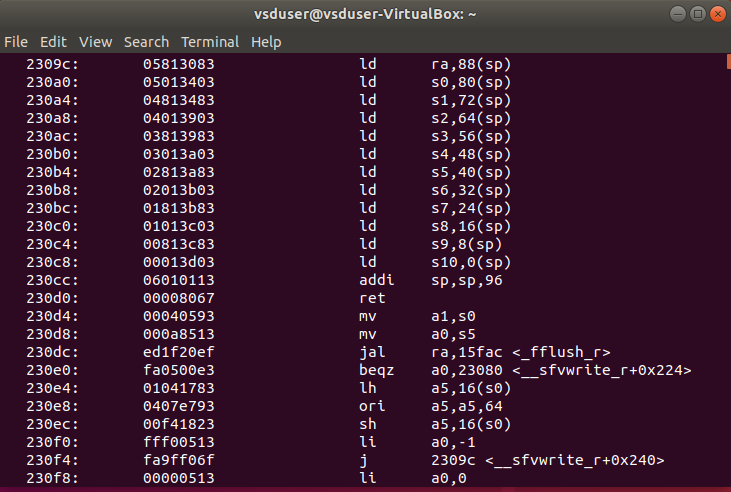 vsduser@vsduser-VirtualBox: ~
File Edit View Search Terminal Help
2309c: 05813083 ld ra,88(sp)
230a0: 05013403 ld s0,80(sp)
230a4: 04813483 ld s1,72(sp)
230a8: 04013903 ld s2,64(sp)
230ac: 03813983 ld s3,56(sp)
230b0: 03013a03 ld s4,48(sp)
230b4: 02813a83 ld s5,40(sp)
230b8: 02013b03 ld s6,32(sp)
230bc: 01813b83 ld s7,24(sp)
230c0: 01013c03 ld s8,16(sp)
230c4: 00813c83 ld s9,8(sp)
230c8: 00013d03 ld s10,0(sp)
230cc: 06010113 addi sp,sp,96
230d0: 00008067 ret
230d4: 00040593 mv a1,s0
230d8: 000a8513 mv a0,s5
230dc: ed1f20ef jal ra,15fac <_fflush_r>
230e0: fa0500e3 beqz a0,23080 <__sfvwrite_r+0x224>
230e4: 01041783 lh a5,16(s0)
230e8: 0407e793 ori a5,a5,64
230ec: 00f41823 sh a5,16(s0)
230f0: fff00513 li a0,-1
230f4: fa9ff06f j 2309c <__sfvwrite_r+0x240>
230f8: 00000513 li a0,0